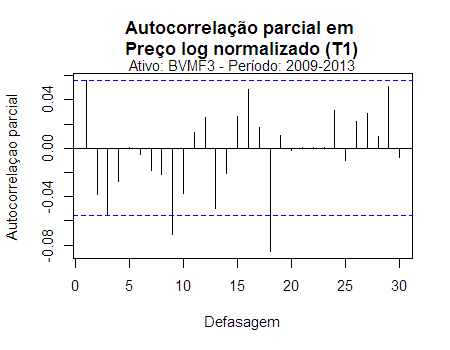 Autocorrelação parcial em
Preço log normalizado (T1)
Ativo: BVMF3 - Período: 2009-2013
Autocorrelaçao parcial
0.04
0.00
-0.04
-0.08
0 5 10 15 20 25 30
Defasagem